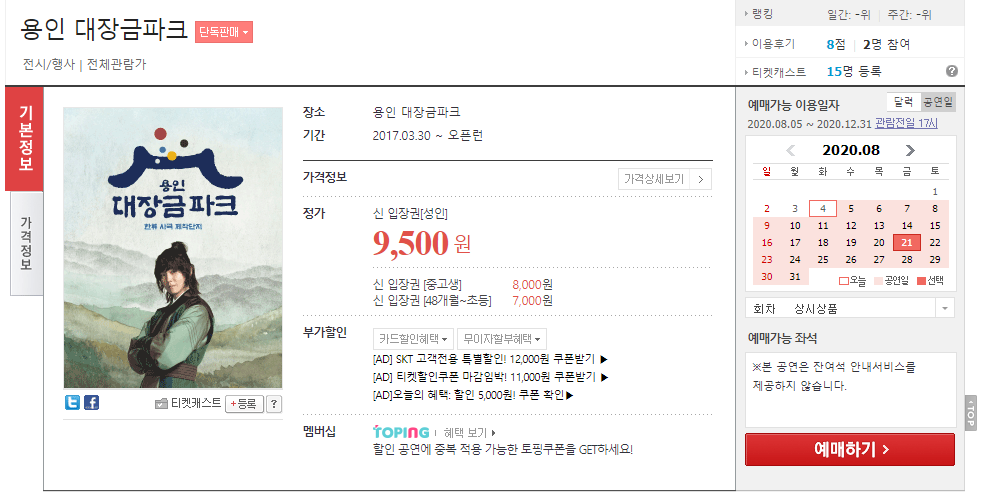 용인 대장금파크 단독판매
전시/행사 | 전체관람가
랭킹 일간: -위 | 주간: -위
이용후기 8점 | 2명 참여
티켓캐스트 15명 등록 ?
기본정보
가격정보
용인
대장금파크
한류 사극 제작단지
티켓캐스트 +등록 ?
장소 용인 대장금파크
기간 2017.03.30 ~ 오픈런
가격정보 가격상세보기 >
정가 신 입장권[성인]
9,500 원
신 입장권 [중고생] 8,000원
신 입장권 [48개월~초등] 7,000원
부가할인 카드할인혜택 무이자할부혜택
[AD] SKT 고객전용 특별할인! 12,000원 쿠폰받기 ▶
[AD] 티켓할인쿠폰 마감임박! 11,000원 쿠폰받기 ▶
[AD]오늘의 혜택: 할인 5,000원! 쿠폰 확인▶
멤버십 TOPING | 혜택 보기
할인 공연에 중복 적용 가능한 토핑쿠폰을 GET하세요!
예매가능 이용일자 달력 공연일
2020.08.05 ~ 2020.12.31 관람전일 17시
< 2020.08 >
일 월 화 수 목 금 토
1
2 3 4 5 6 7 8
9 10 11 12 13 14 15
16 17 18 19 20 21 22
23 24 25 26 27 28 29
30 31 오늘 공연일 선택
회차 상시상품
예매가능 좌석
※본 공연은 잔여석 안내서비스를
제공하지 않습니다.
예매하기 >
TOP